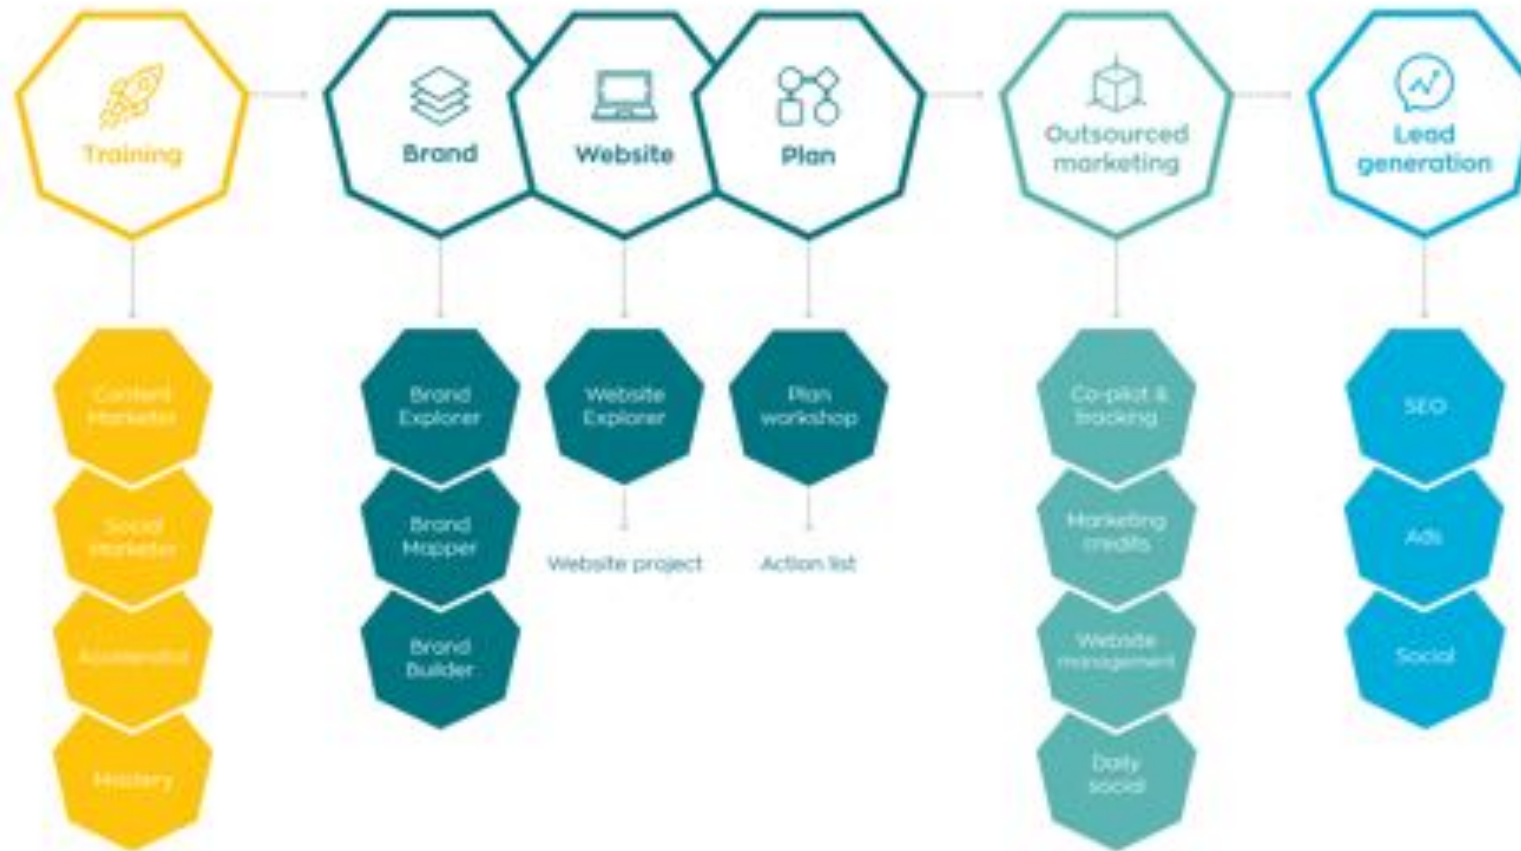 Training
Brand
Website
Plan
Outsourced
marketing
Lead
generation
Content
Marketer
Social
Marketer
Accelerator
Mastery
Brand
Explorer
Brand
Mapper
Brand
Builder
Website
Explorer
Website project
Plan
workshop
Action list
Co-pilot &
tracking
Marketing
credits
Website
management
Daily
social
SEO
Ads
Social